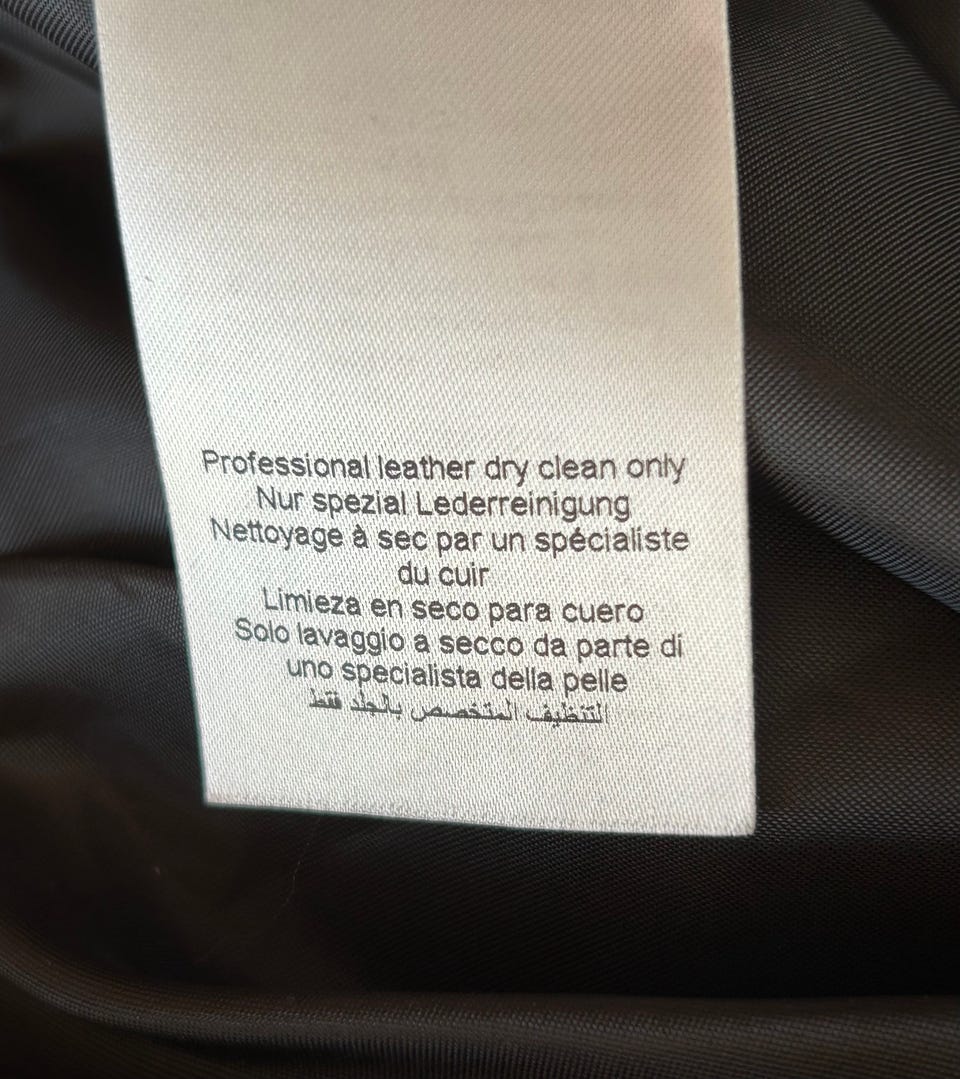 Professional leather dry clean only
Nur spezial Lederreinigung
Nettoyage à sec par un spécialiste
du cuir
Limieza en seco para cuero
Solo lavaggio a secco da parte di
uno specialista della pelle
التنظيف المتخصص بالجلد فقط